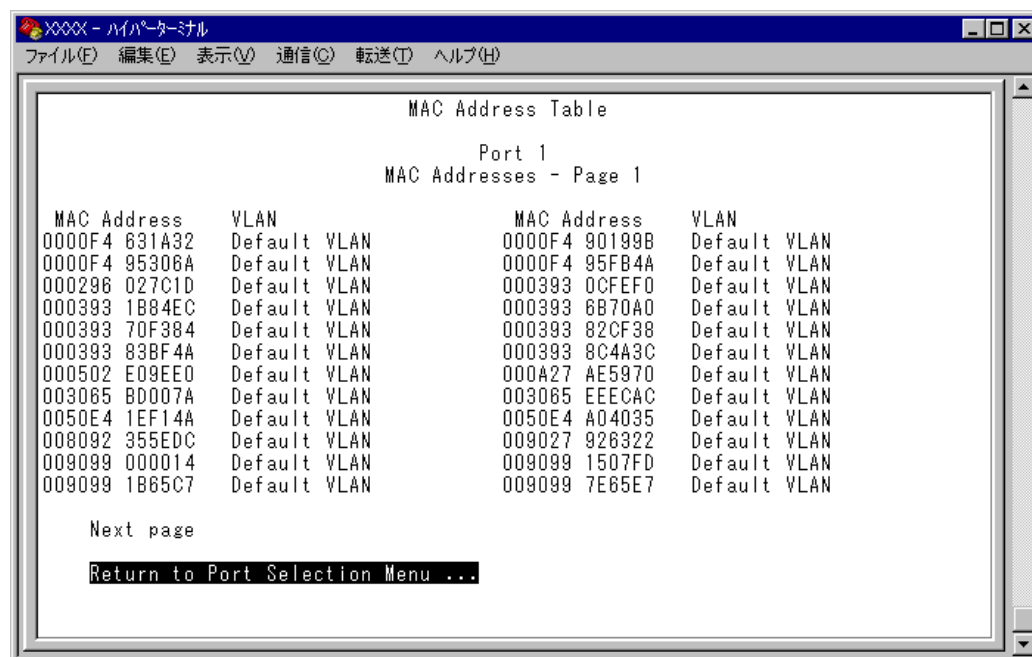 XXXX - ハイパーターミナル
ファイル(F) 編集(E) 表示(V) 通信(C) 転送(T) ヘルプ(H)
MAC Address Table
Port 1
MAC Addresses - Page 1
MAC Address VLAN MAC Address VLAN
0000F4 631A32 Default VLAN 0000F4 90199B Default VLAN
0000F4 95306A Default VLAN 0000F4 95FB4A Default VLAN
000296 027C1D Default VLAN 000393 0CFEF0 Default VLAN
000393 1B84EC Default VLAN 000393 6B70A0 Default VLAN
000393 70F384 Default VLAN 000393 82CF38 Default VLAN
000393 83BF4A Default VLAN 000393 8C4A3C Default VLAN
000502 E09EE0 Default VLAN 000A27 AE5970 Default VLAN
003065 BD007A Default VLAN 003065 EEECAC Default VLAN
0050E4 1EF14A Default VLAN 0050E4 A04035 Default VLAN
008092 355EDC Default VLAN 009027 926322 Default VLAN
009099 000014 Default VLAN 009099 1507FD Default VLAN
009099 1B65C7 Default VLAN 009099 7E65E7 Default VLAN
Next page
Return to Port Selection Menu ...